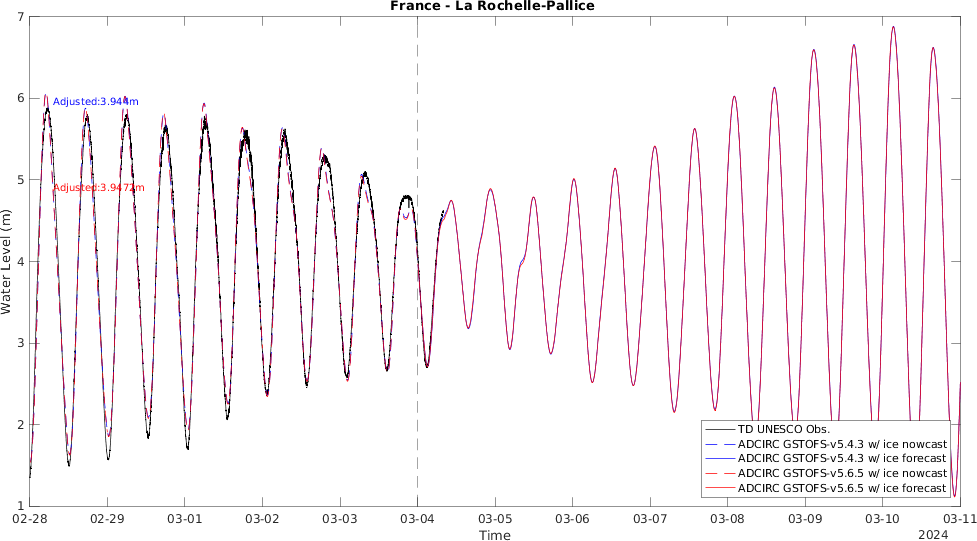 France - La Rochelle-Pallice
7
6
5
4
3
2
1
Water Level (m)
Adjusted:3.944m
Adjusted:3.9472m
TD UNESCO Obs.
ADCIRC GSTOFS-v5.4.3 w/ ice nowcast
ADCIRC GSTOFS-v5.4.3 w/ ice forecast
ADCIRC GSTOFS-v5.6.5 w/ ice nowcast
ADCIRC GSTOFS-v5.6.5 w/ ice forecast
02-28 02-29 03-01 03-02 03-03 03-04 03-05 03-06 03-07 03-08 03-09 03-10 03-11
Time
2024